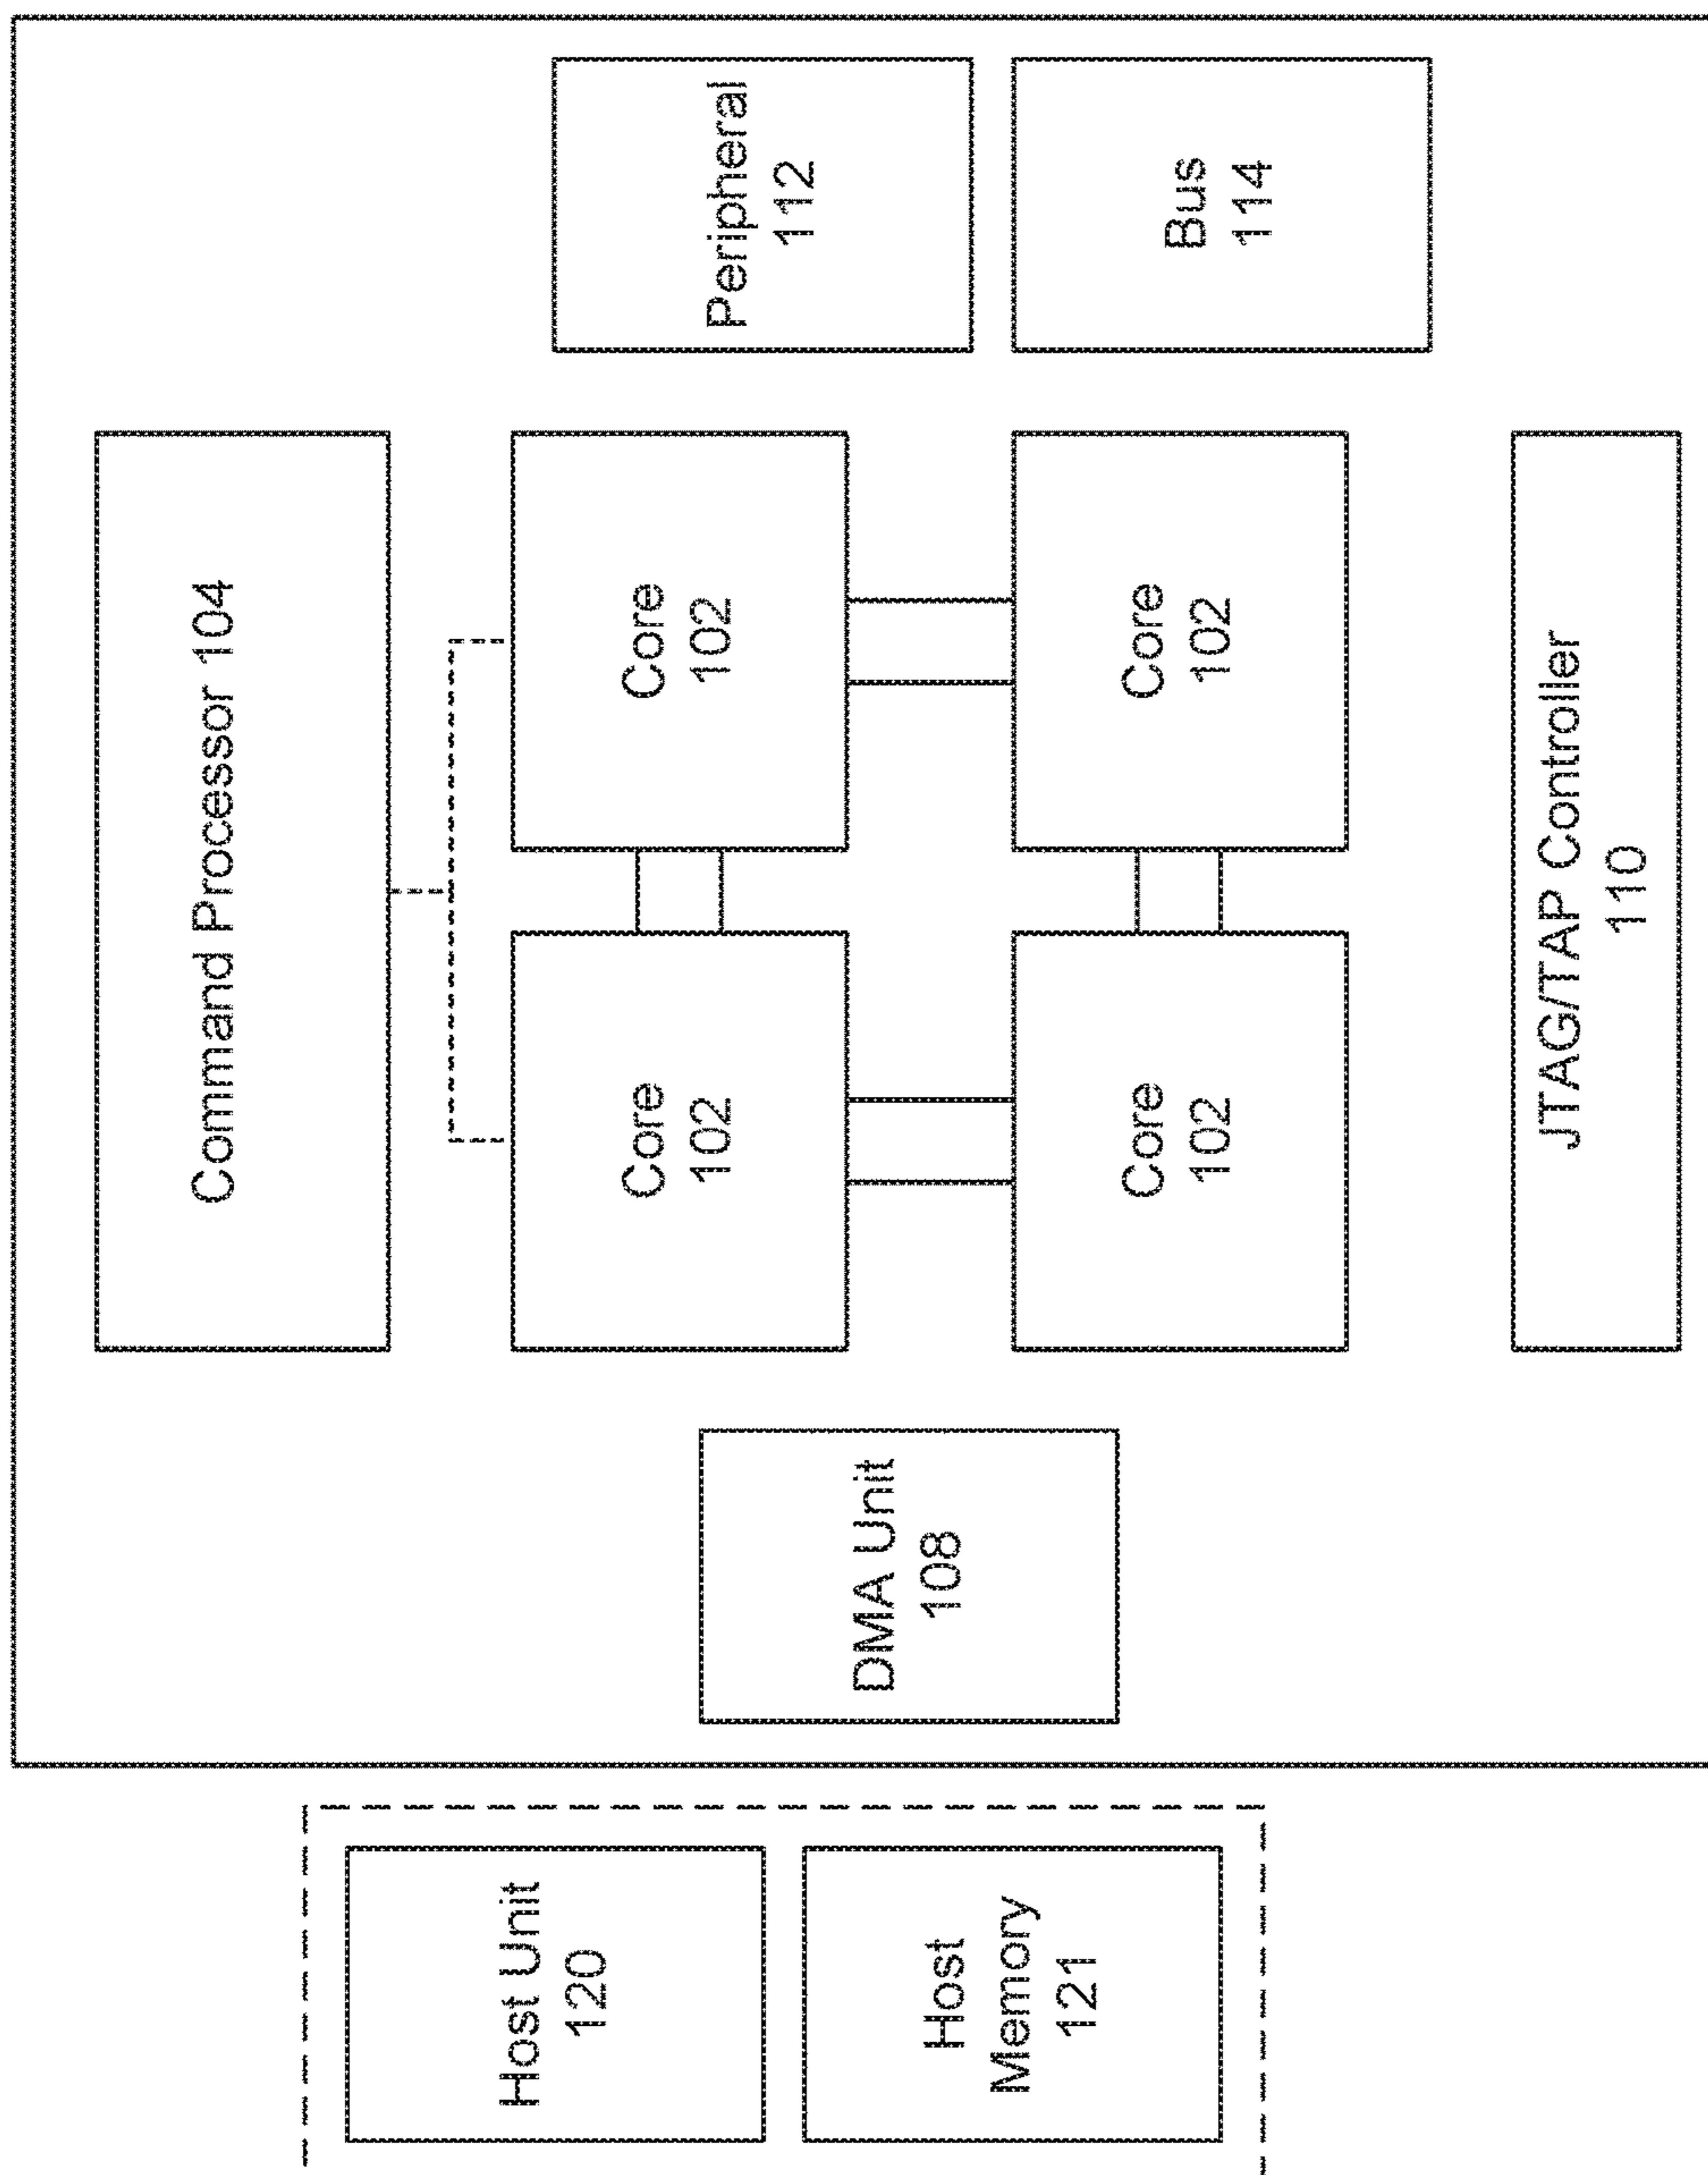 Command Processor 104
Host Unit
120
Host
Memory
121
DMA Unit
108
Core
102
Core
102
Core
102
Core
102
Peripheral
112
Bus
114
JTAG/TAP Controller
110